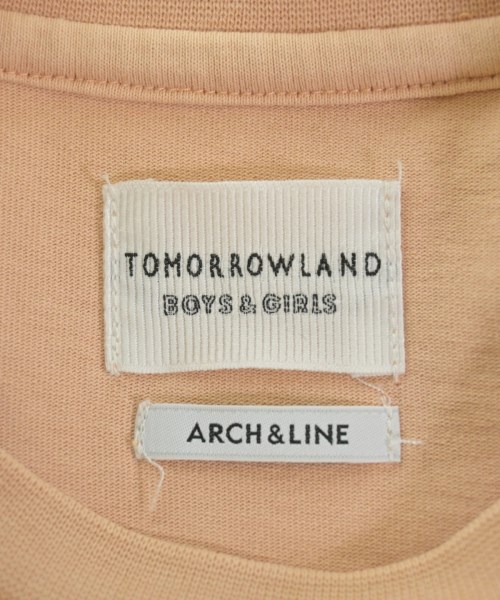 TOMORROWLAND
BOYS & GIRLS
ARCH & LINE